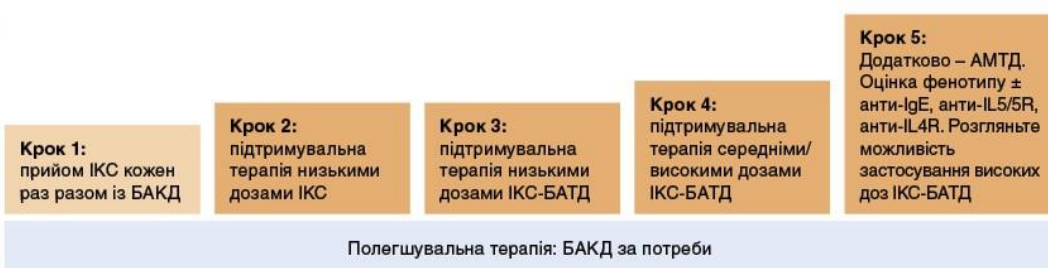 Крок 1:
прийом ІКС кожен
раз разом із БАКД
Крок 2:
підтримувальна
терапія низькими
дозами ІКС
Крок 3:
підтримувальна
терапія низькими
дозами ІКС-БАТД
Крок 4:
підтримувальна
терапія середніми/
високими дозами
ІКС-БАТД
Крок 5:
Додатково – АМТД.
Оцінка фенотипу ±
анти-IgE, анти-IL5/5R,
анти-IL4R. Розгляньте
можливість
застосування високих
доз ІКС-БАТД
Полегшувальна терапія: БАКД за потреби